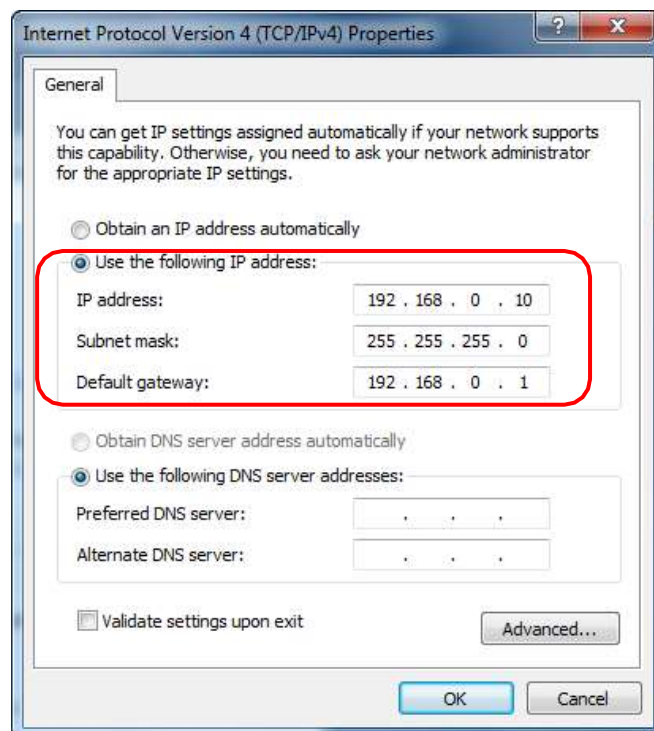 Internet Protocol Version 4 (TCP/IPv4) Properties
?
General
You can get IP settings assigned automatically if your network supports
this capability. Otherwise, you need to ask your network administrator
for the appropriate IP settings.
Obtain an IP address automatically
Use the following IP address:
IP address: 192 . 168 . 0 . 10
Subnet mask: 255 . 255 . 255 . 0
Default gateway: 192 . 168 . 0 . 1
Obtain DNS server address automatically
Use the following DNS server addresses:
Preferred DNS server: . . .
Alternate DNS server: . . .
Validate settings upon exit
Advanced...
OK Cancel